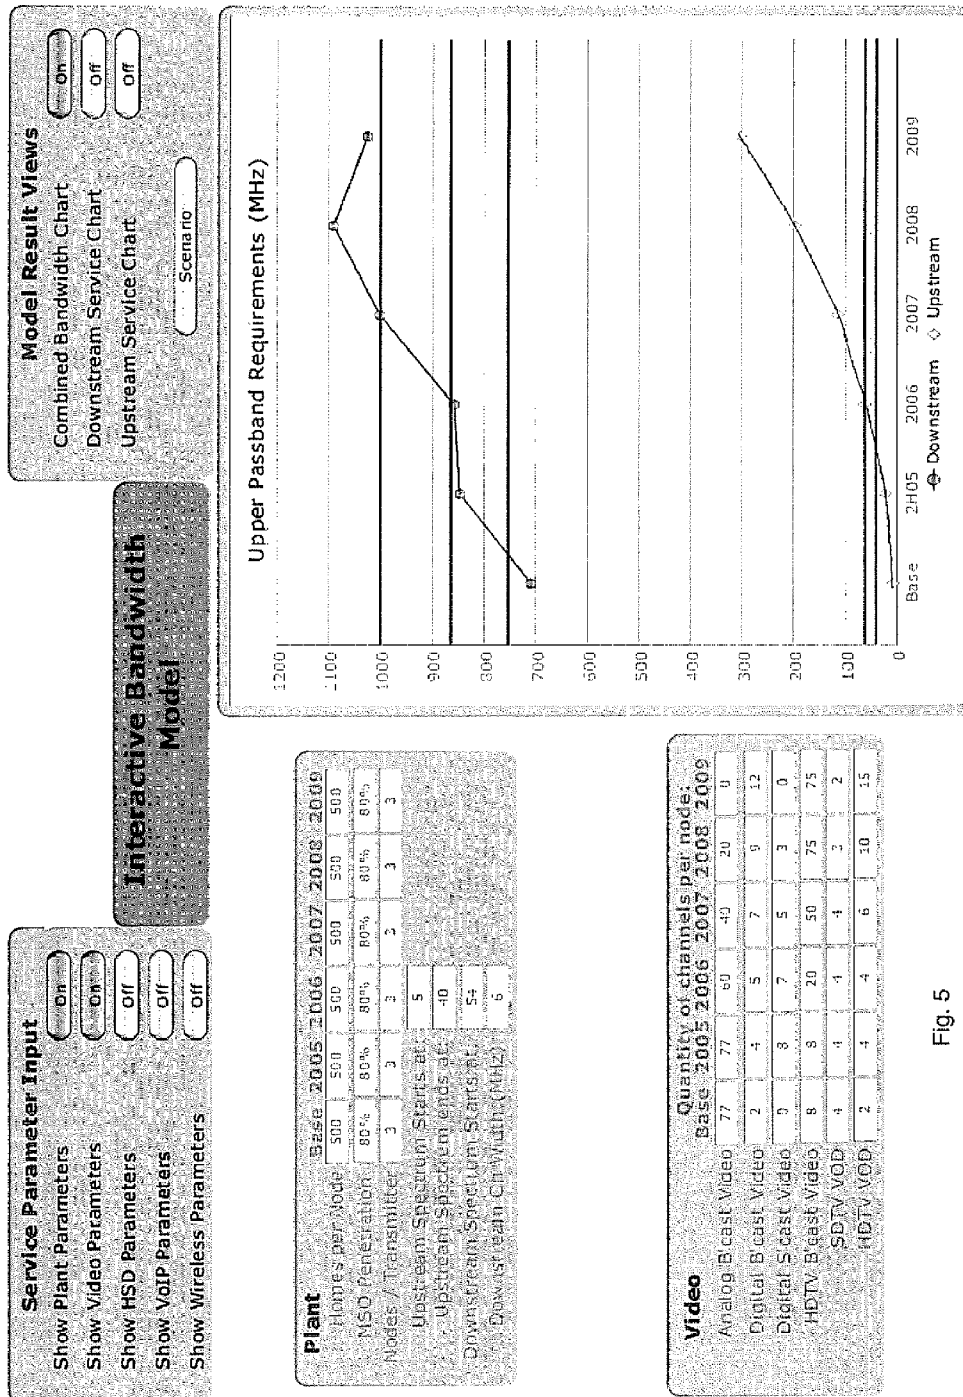 Service Parameter Input
Show Plant Parameters On
Show Video Parameters On
Show HSD Parameters Off
Show VoIP Parameters Off
Show Wireless Parameters Off
Interactive Bandwidth
Model
Model Result Views
Combined Bandwidth Chart On
Downstream Service Chart Off
Upstream Service Chart Off
Scenario
Plant
Base 2005 2006 2007 2008 2009
Homes per Node 500 500 500 500 500 500
MSO Penetration 80% 80% 80% 80% 80% 80%
Nodes / Transmitter 3 3 3 3 3 3
Upstream Spectrum Starts at: 5
Upstream Spectrum ends at: 40
Downstream Spectrum Starts at: 54
Downstream Ch Width (MHz) 6
Video
Quantity of channels per node:
Base 2005 2006 2007 2008 2009
Analog B'cast Video 77 77 60 40 20 0
Digital B'cast Video 2 4 5 7 9 12
Digital S'cast Video 8 7 5 3 0
HDTV B'cast Video 8 8 20 50 75 75
SDTV VOD 4 4 4 4 3 2
HDTV VOD 2 4 4 6 10 15
Upper Passband Requirements (MHz)
1200
1100
1000
900
800
700
600
500
400
300
200
100
0
Base 2H05 2006 2007 2008 2009
Downstream Upstream
Fig. 5